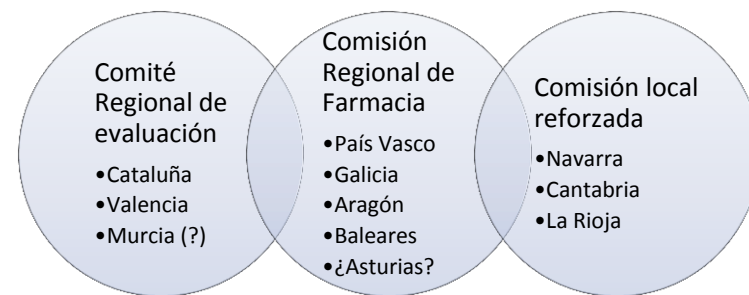 Comité
Regional de
evaluación
•Cataluña
•Valencia
•Murcia (?)
Comisión
Regional de
Farmacia
•País Vasco
•Galicia
•Aragón
•Baleares
•¿Asturias?
Comisión local
reforzada
•Navarra
•Cantabria
•La Rioja